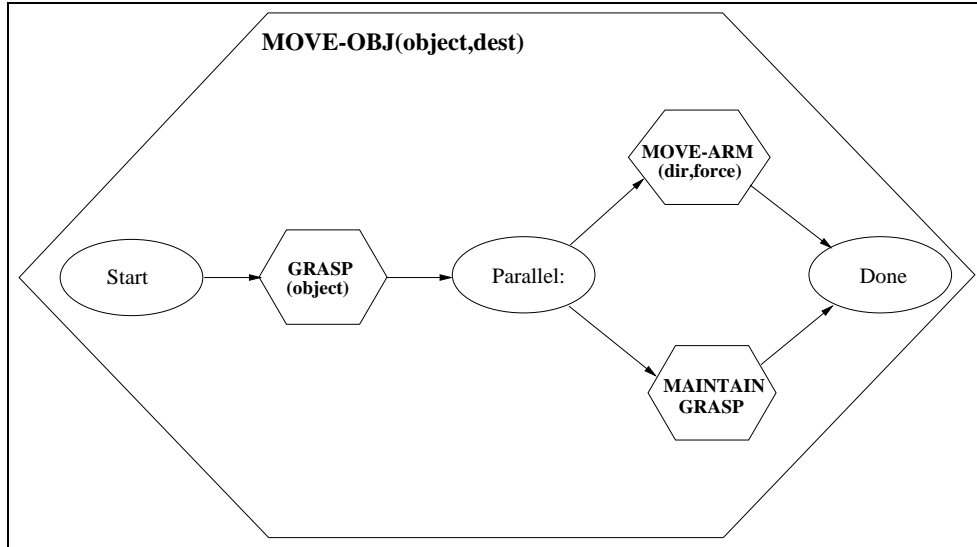 MOVE-OBJ(object,dest)
Start
GRASP
(object)
Parallel:
MOVE-ARM
(dir,force)
MAINTAIN
GRASP
Done